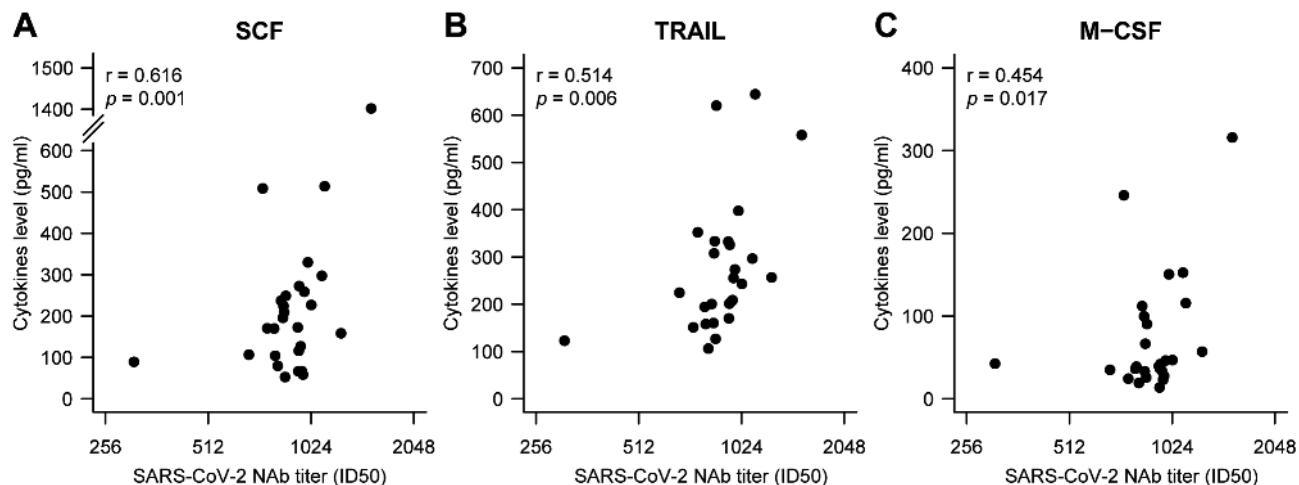 A SCF
r = 0.616
p = 0.001
Cytokines level (pg/ml)
1500
1400
600
500
400
300
200
100
0
256 512 1024 2048
SARS-CoV-2 NAb titer (ID50)
B TRAIL
r = 0.514
p = 0.006
Cytokines level (pg/ml)
700
600
500
400
300
200
100
0
256 512 1024 2048
SARS-CoV-2 NAb titer (ID50)
C M-CSF
r = 0.454
p = 0.017
Cytokines level (pg/ml)
400
300
200
100
0
256 512 1024 2048
SARS-CoV-2 NAb titer (ID50)